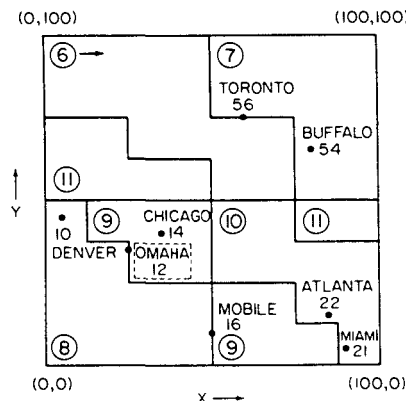 (0,100) (100,100)
6 7
TORONTO
56
BUFFALO
54
Y
11
9 CHICAGO 10 11
14
10
DENVER OMAHA
12
ATLANTA
22
MOBILE
16
MIAMI
21
8 9
(0,0) (100,0)
X